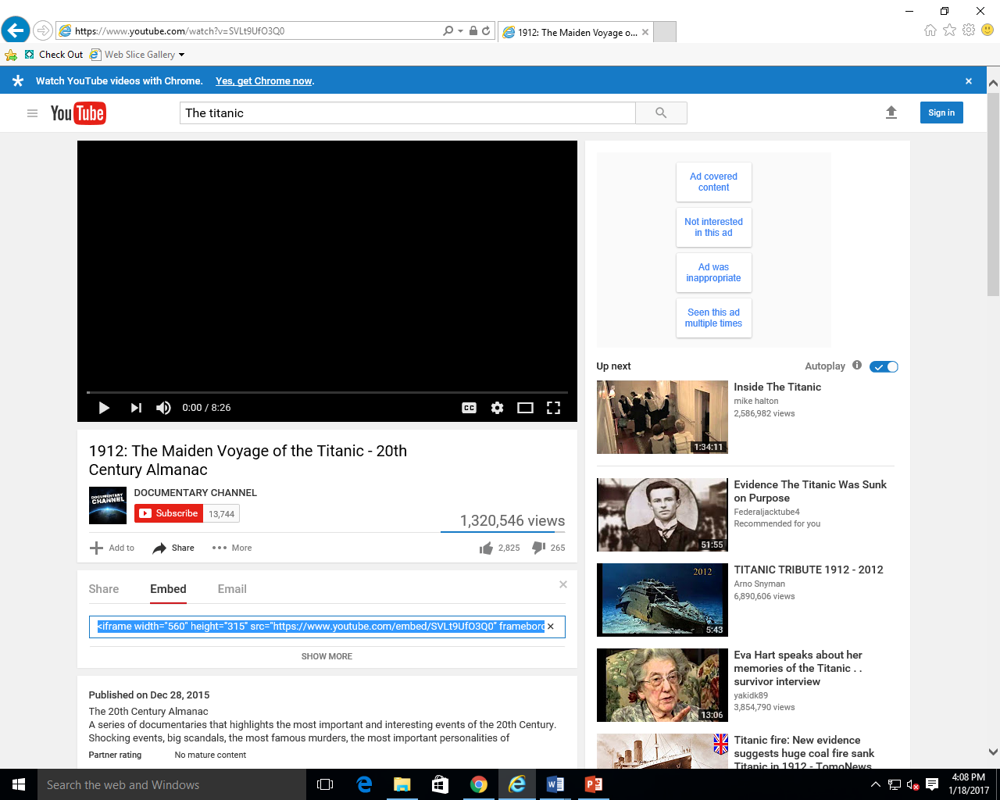 https://www.youtube.com/watch?v=SVLt9UfO3Q0
1912: The Maiden Voyage o...
Check Out
Web Slice Gallery
Watch YouTube videos with Chrome. Yes, get Chrome now.
YouTube
The titanic
Sign in
Ad covered
content
Not interested
in this ad
Ad was
inappropriate
Seen this ad
multiple times
0:00 / 8:26
CC
Up next
Autoplay
Inside The Titanic
mike halton
2,586,982 views
1:34:11
1912: The Maiden Voyage of the Titanic - 20th
Century Almanac
DOCUMENTARY
CHANNEL
DOCUMENTARY CHANNEL
Subscribe 13,744
1,320,546 views
Add to Share More 2,825 265
Evidence The Titanic Was Sunk
on Purpose
Federaljacktube4
Recommended for you
51:55
Share Embed Email
<iframe width="560" height="315" src="https://www.youtube.com/embed/SVLt9UfO3Q0" framebord
SHOW MORE
TITANIC TRIBUTE 1912 - 2012
Arno Snyman
6,890,606 views
2012
5:43
Eva Hart speaks about her
memories of the Titanic . .
survivor interview
yakidk89
3,854,790 views
13:06
Published on Dec 28, 2015
The 20th Century Almanac
A series of documentaries that highlights the most important and interesting events of the 20th Century.
Shocking events, big scandals, the most famous murders, the most important personalities of
Partner rating No mature content
Titanic fire: New evidence
suggests huge coal fire sank
Titanic in 1912 - TomoNews
Search the web and Windows
4:08 PM
1/18/2017